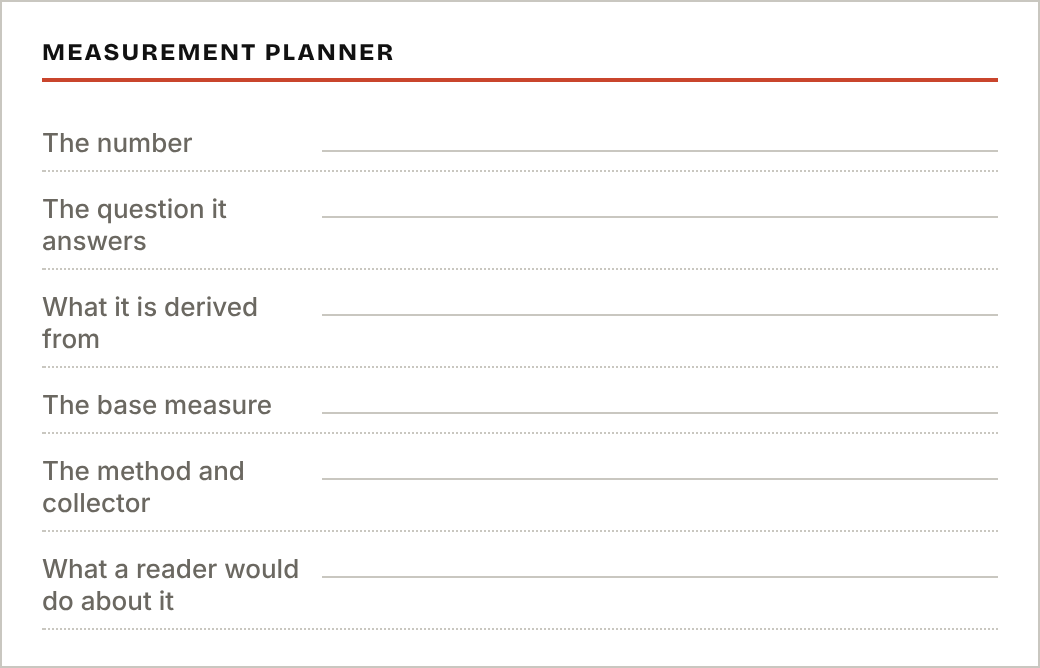 MEASUREMENT PLANNER
The number
The question it
answers
What it is derived
from
The base measure
The method and
collector
What a reader would
do about it